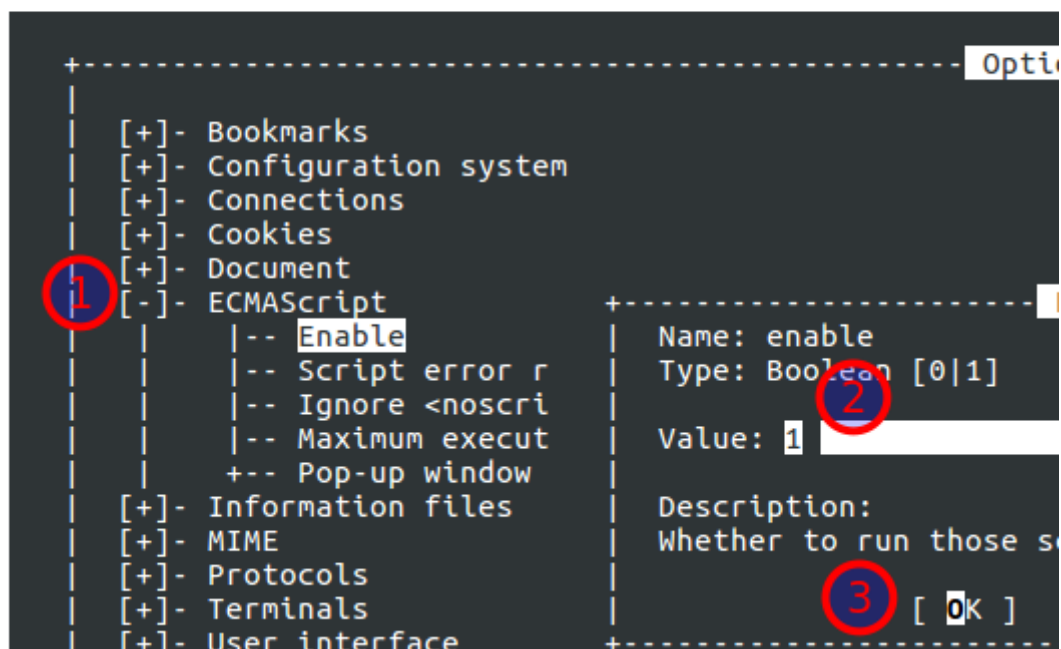 Optio
[+]- Bookmarks
[+]- Configuration system
[+]- Connections
[+]- Cookies
[+]- Document
1 [-]- ECMAScript
|-- Enable
|-- Script error r
|-- Ignore <noscri
|-- Maximum execut
+-- Pop-up window
[+]- Information files
[+]- MIME
[+]- Protocols
[+]- Terminals
[+]- User interface
Name: enable
Type: Boolean [0|1]
2
Value: 1
Description:
Whether to run those
3 [ OK ]